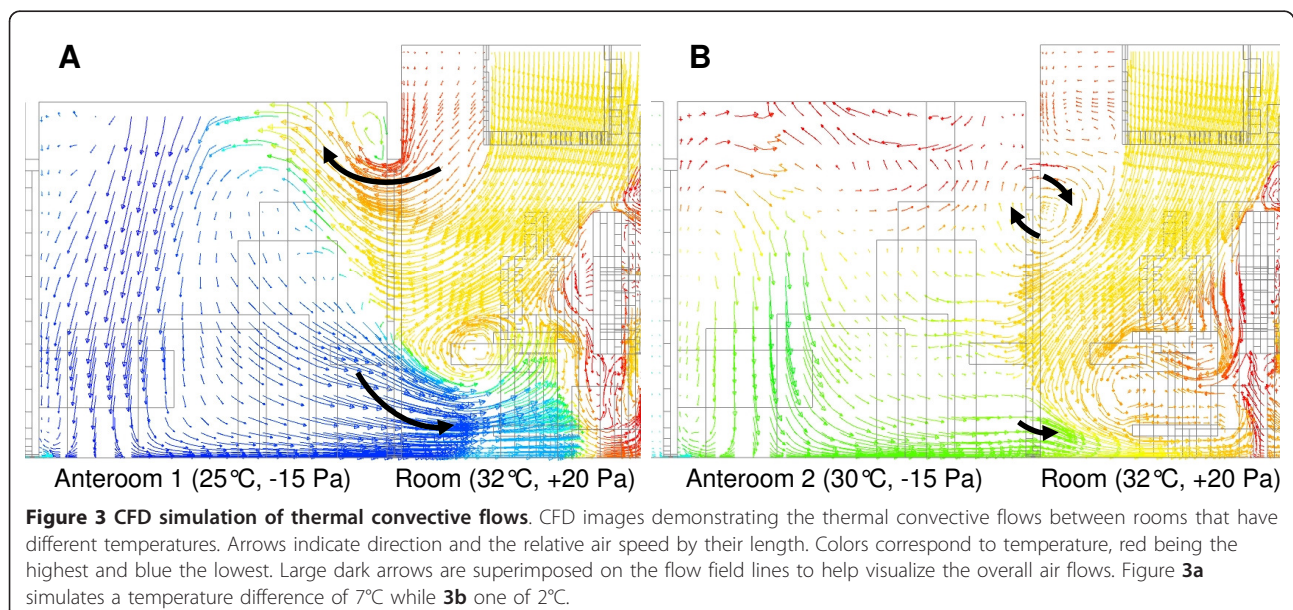 A
B
Anteroom 1 (25°C, -15 Pa) Room (32°C, +20 Pa) Anteroom 2 (30°C, -15 Pa) Room (32°C, +20 Pa)
Figure 3 CFD simulation of thermal convective flows. CFD images demonstrating the thermal convective flows between rooms that have
different temperatures. Arrows indicate direction and the relative air speed by their length. Colors correspond to temperature, red being the
highest and blue the lowest. Large dark arrows are superimposed on the flow field lines to help visualize the overall air flows. Figure 3a
simulates a temperature difference of 7°C while 3b one of 2°C.